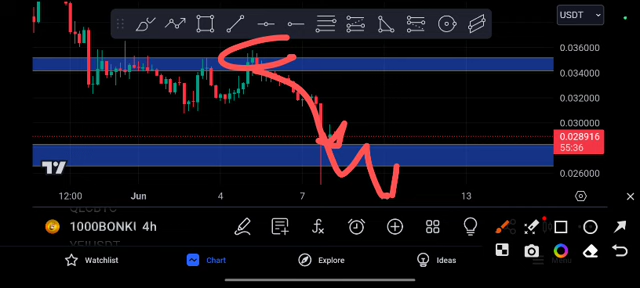 USDT
0.036000
0.034000
0.032000
0.030000
0.028916
55:36
0.026000
12:00 Jun 4 7 13
1000BONKU 4h
Watchlist Chart Explore Ideas